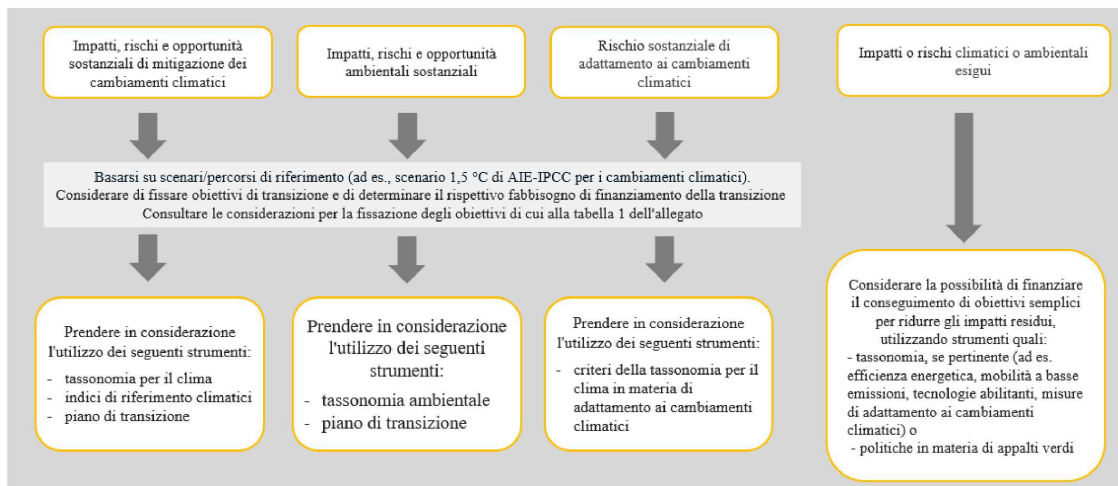 Impatti, rischi e opportunità
sostanziali di mitigazione dei
cambiamenti climatici
Impatti, rischi e opportunità
ambientali sostanziali
Rischio sostanziale di
adattamento ai cambiamenti
climatici
Impatti o rischi climatici o ambientali
esigui
Basarsi su scenari/percorsi di riferimento (ad es., scenario 1,5 °C di AIE-IPCC per i cambiamenti climatici).
Considerare di fissare obiettivi di transizione e di determinare il rispettivo fabbisogno di finanziamento della transizione
Consultare le considerazioni per la fissazione degli obiettivi di cui alla tabella 1 dell'allegato
Prendere in considerazione
l'utilizzo dei seguenti strumenti:
- tassonomia per il clima
- indici di riferimento climatici
- piano di transizione
Prendere in considerazione
l'utilizzo dei seguenti
strumenti:
- tassonomia ambientale
- piano di transizione
Prendere in considerazione
l'utilizzo dei seguenti strumenti:
- criteri della tassonomia per il
clima in materia di
adattamento ai cambiamenti
climatici
Considerare la possibilità di finanziare
il conseguimento di obiettivi semplici
per ridurre gli impatti residui,
utilizzando strumenti quali:
- tassonomia, se pertinente (ad es.
efficienza energetica, mobilità a basse
emissioni, tecnologie abilitanti, misure
di adattamento ai cambiamenti
climatici) o
- politiche in materia di appalti verdi